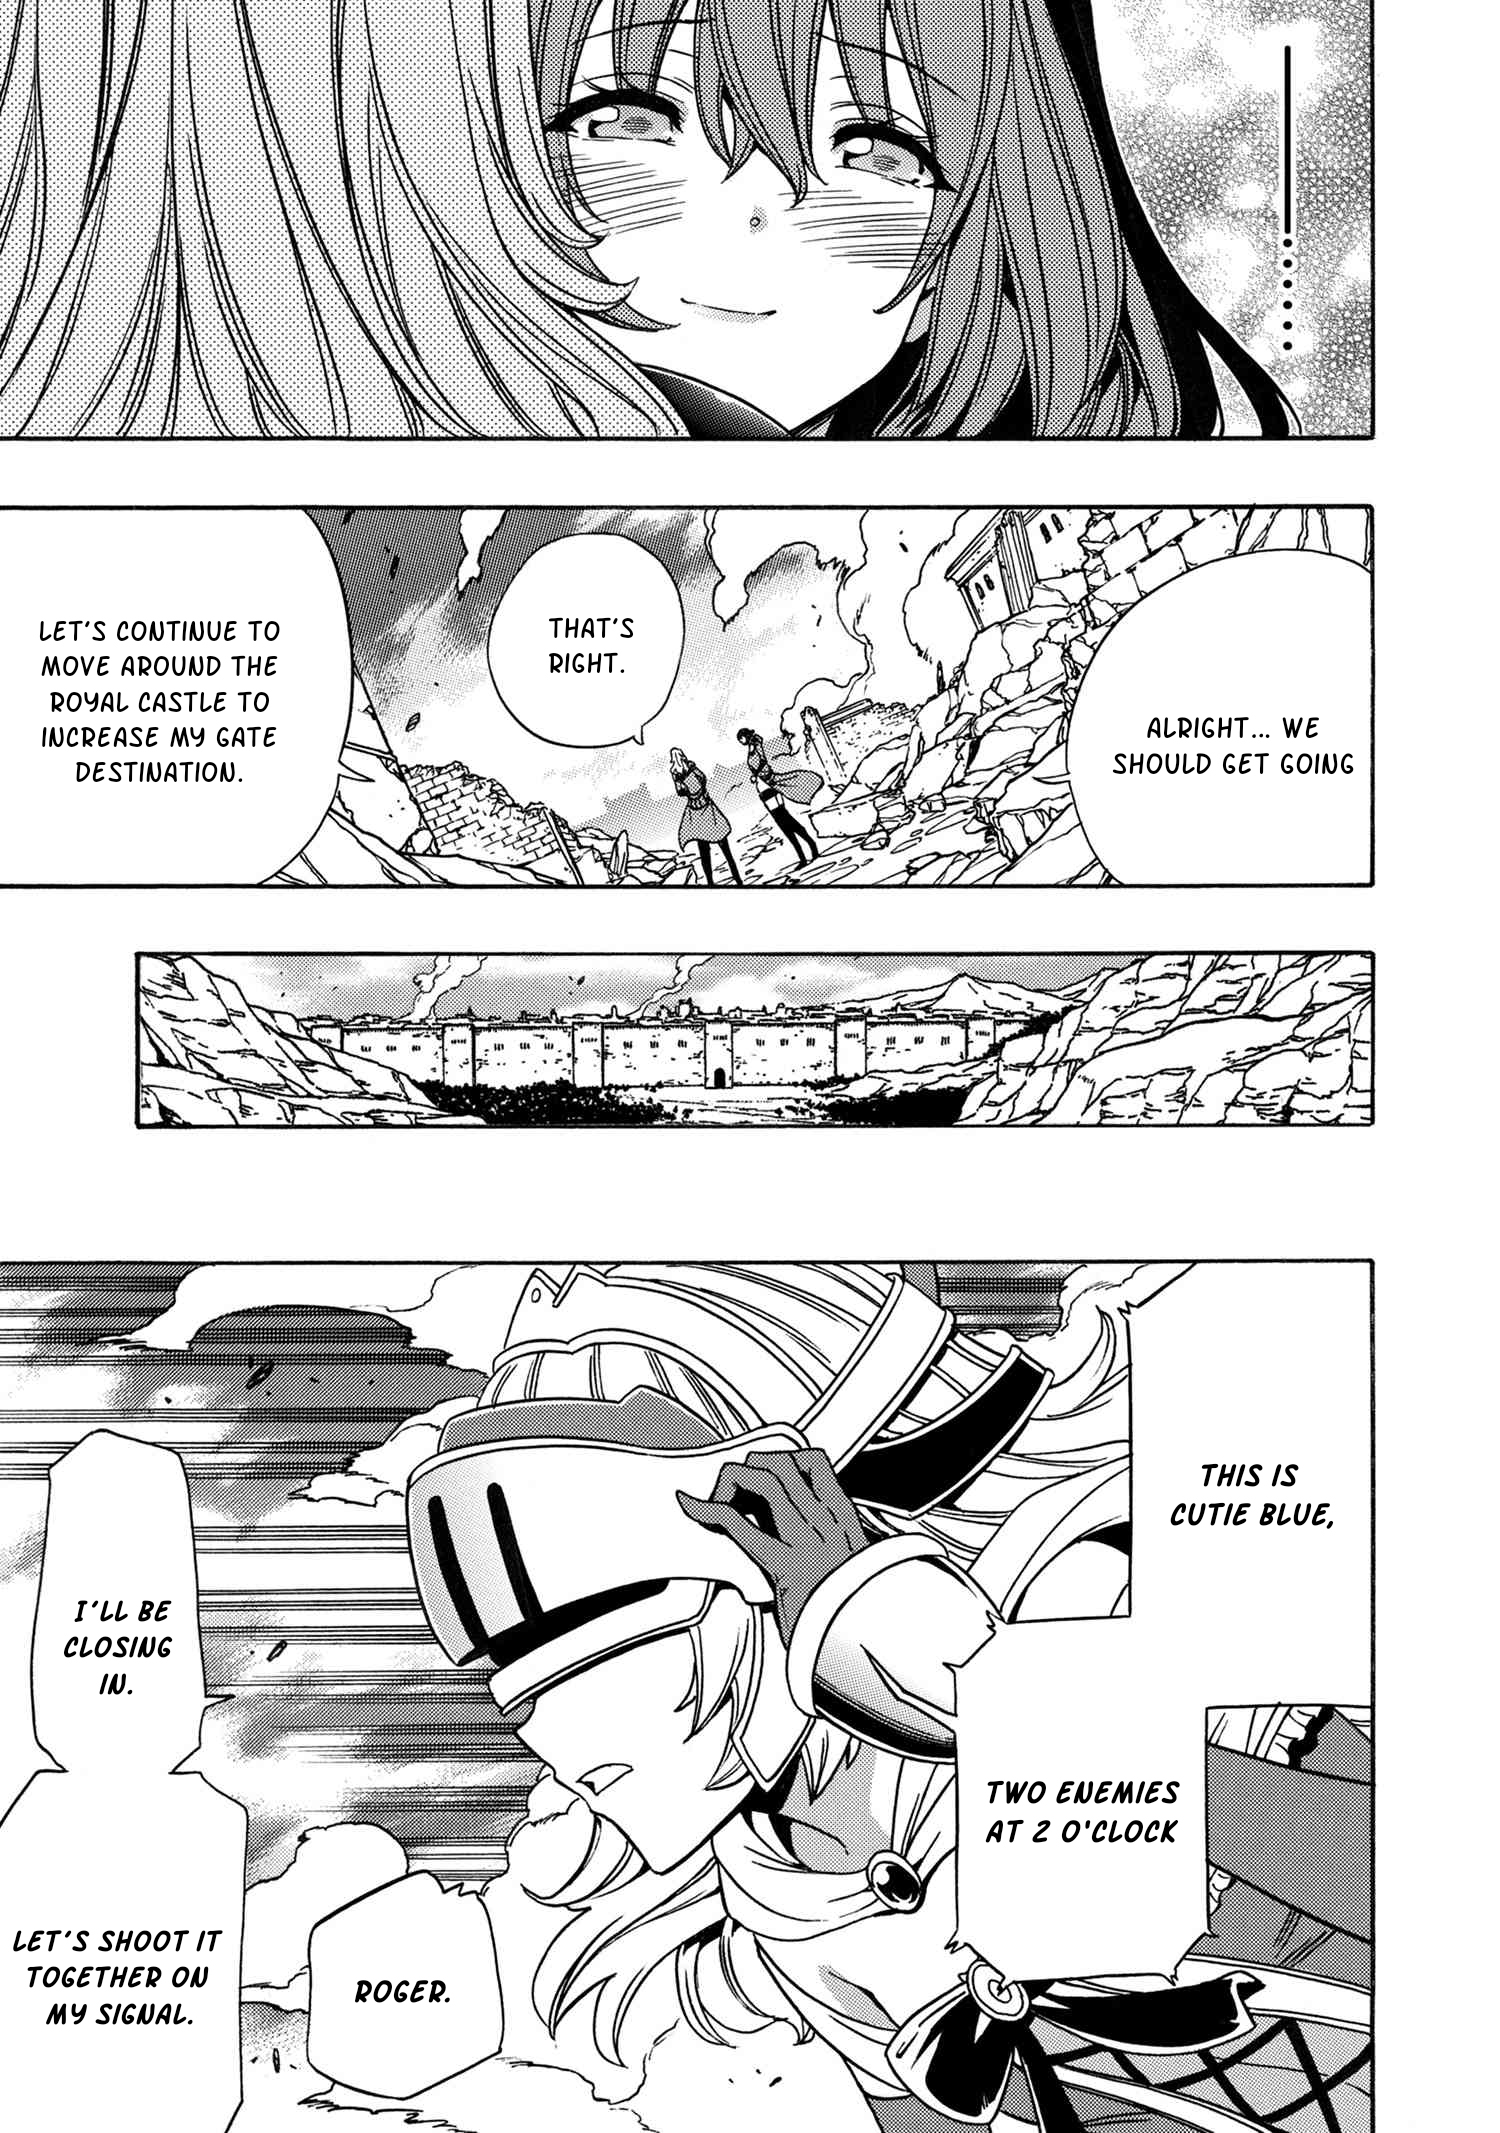 ALRIGHT... WE
SHOULD GET GOING
THAT'S
RIGHT.
LET'S CONTINUE TO
MOVE AROUND THE
ROYAL CASTLE TO
INCREASE MY GATE
DESTINATION.
THIS IS
CUTIE BLUE,
TWO ENEMIES
AT 2 O'CLOCK
I'LL BE
CLOSING
IN.
ROGER.
LET'S SHOOT IT
TOGETHER ON
MY SIGNAL.